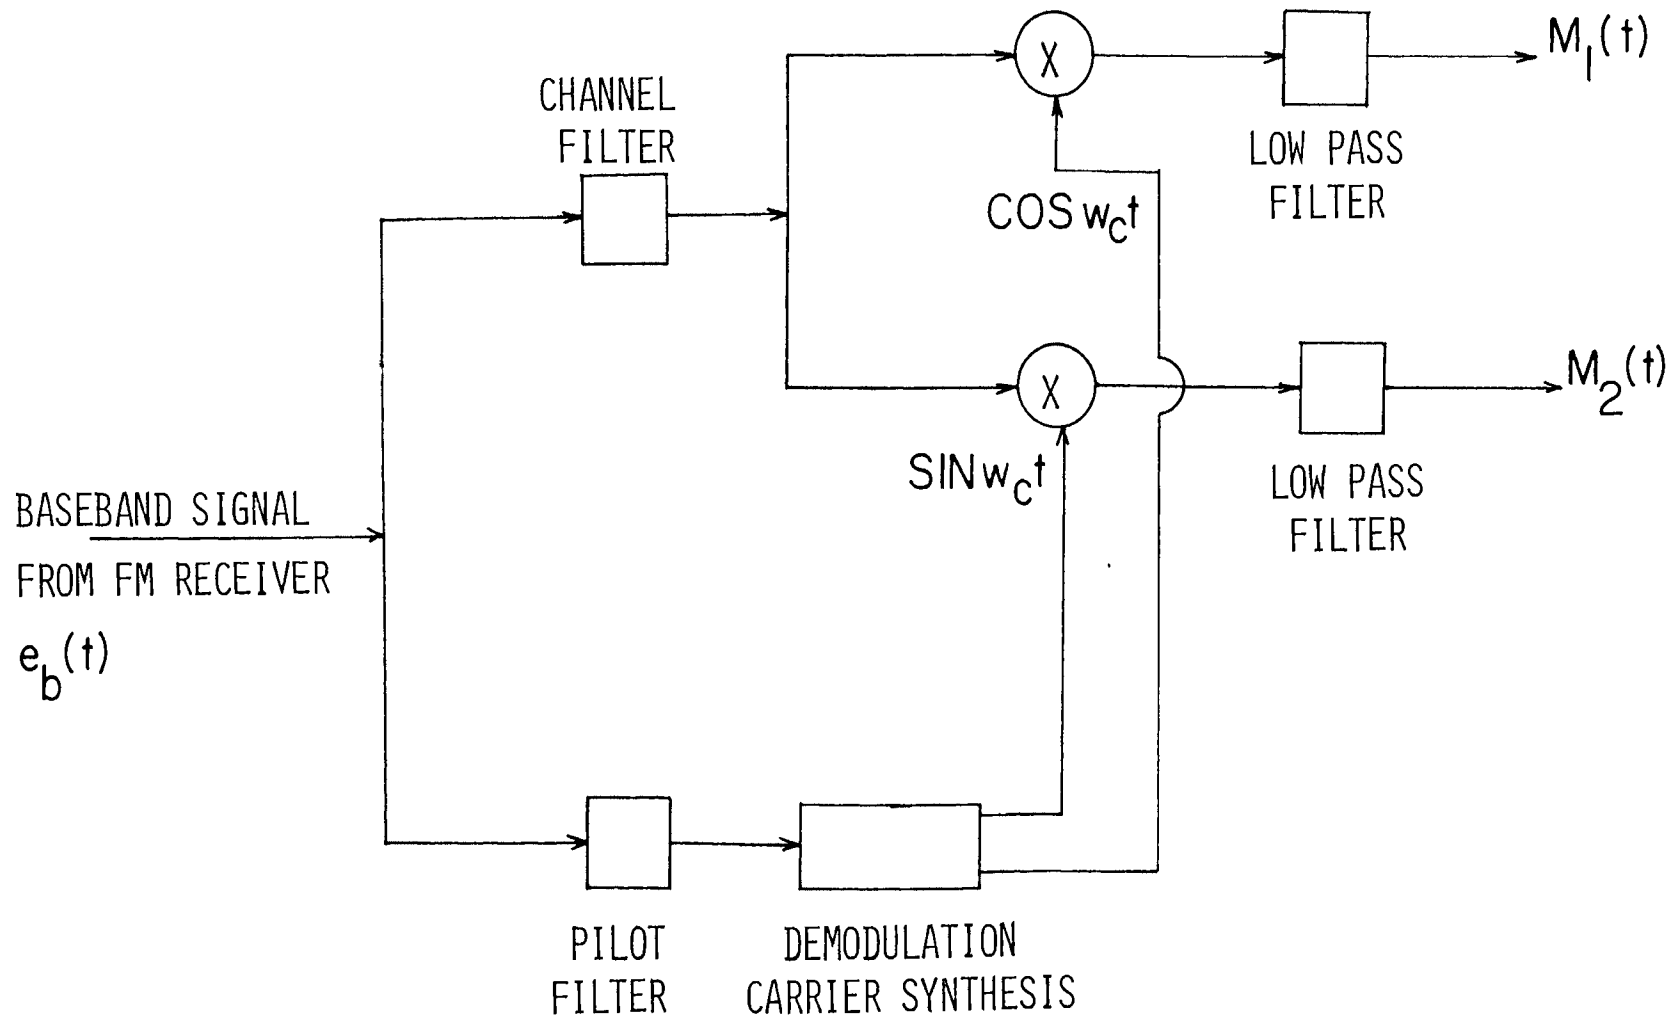 CHANNEL
FILTER
X
M1(t)
LOW PASS
FILTER
COS wct
X
M2(t)
SIN wct
LOW PASS
FILTER
BASEBAND SIGNAL
FROM FM RECEIVER
eb(t)
PILOT
FILTER
DEMODULATION
CARRIER SYNTHESIS